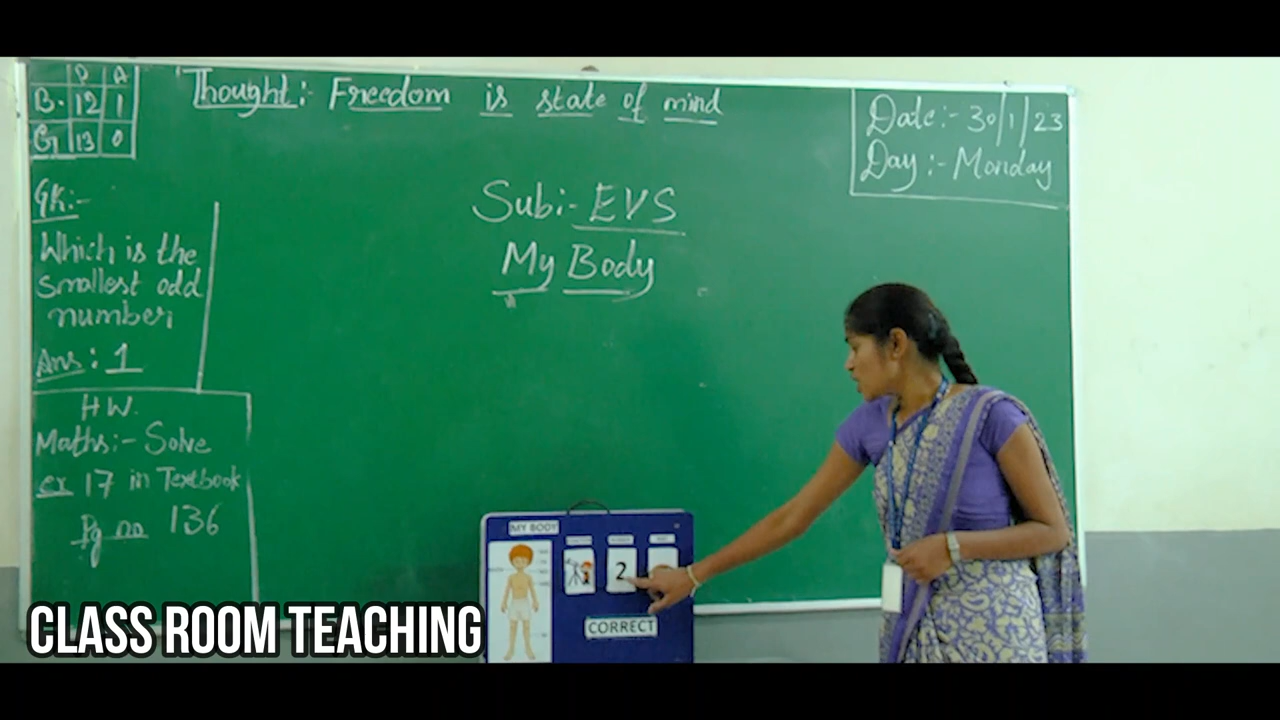 P A
B. 12 1
G 13 0
Thought:- Freedom is state of mind
Date:- 30/1/23
Day:- Monday
Sub:- EVS
My Body
GK:-
Which is the
smallest odd
number,
Ans: 1
HW.
Maths:- Solve
ex 17 in Textbook
Pg no 136
MY BODY
2
CORRECT
CLASS ROOM TEACHING